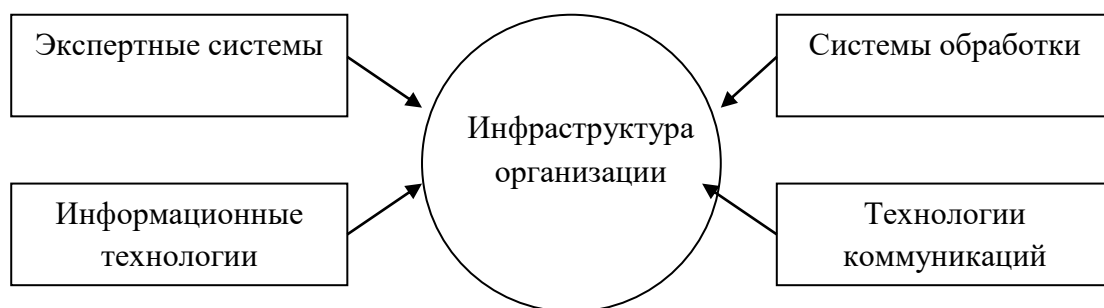 Экспертные системы
Системы обработки
Инфраструктура
организации
Информационные
технологии
Технологии
коммуникаций